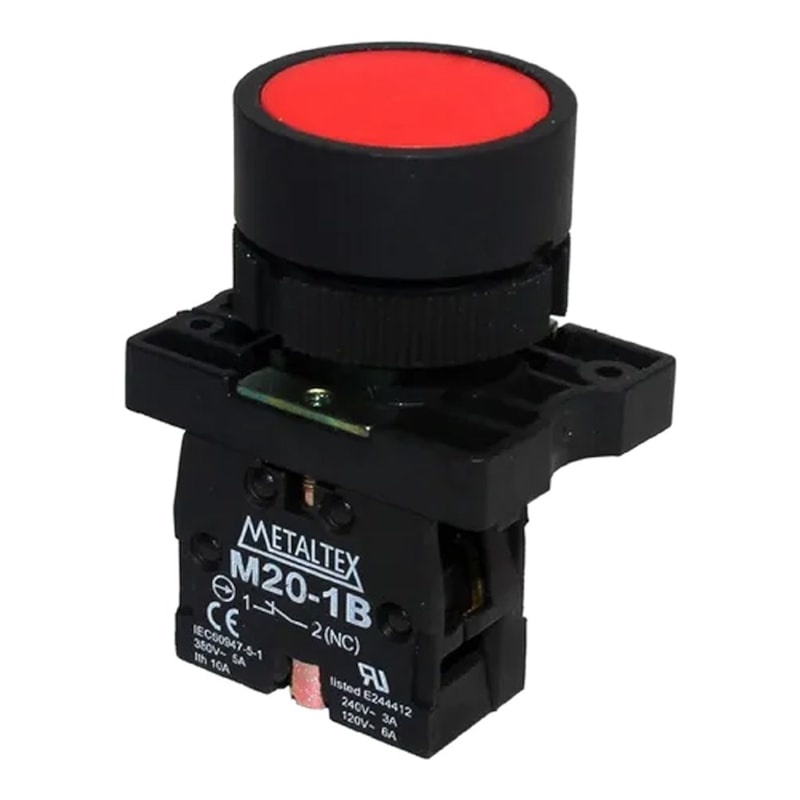 METALTEX
M20-1B
1 2 (NC)
CE
IEC60947-5-1
380V~ 5A
Ith 10A
listed E244412
240V~ 3A
120V~ 6A